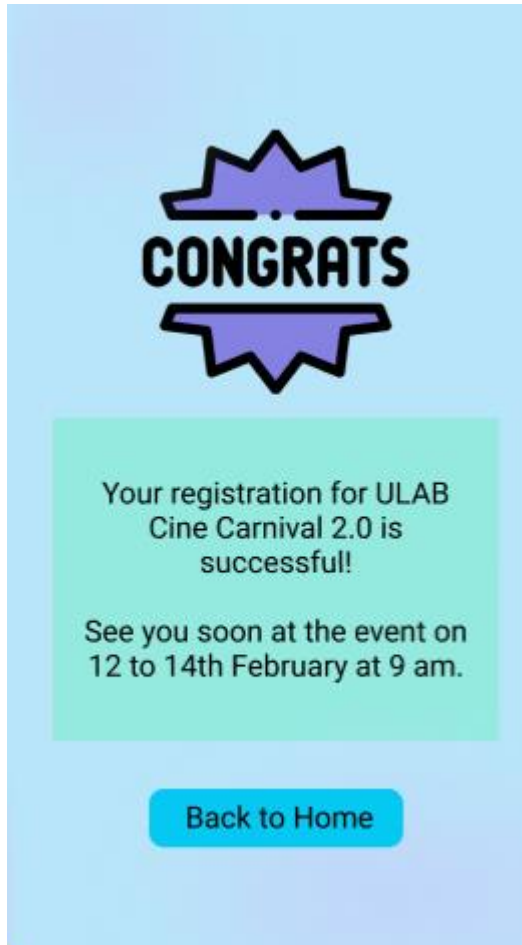 CONGRATS
Your registration for ULAB
Cine Carnival 2.0 is
successful!
See you soon at the event on
12 to 14th February at 9 am.
Back to Home